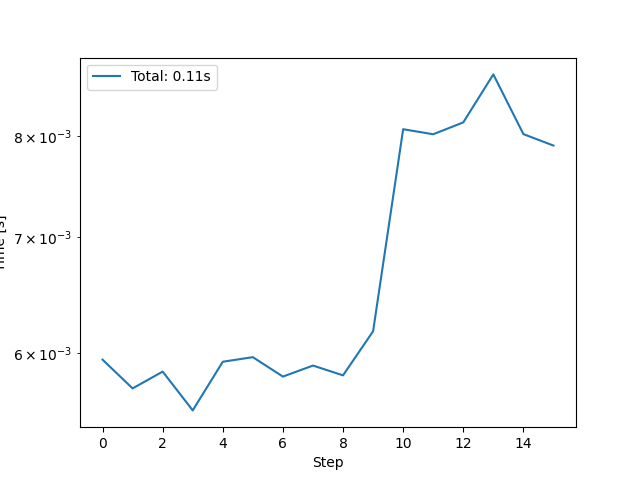 Total: 0.11s
8 × 10⁻³
7 × 10⁻³
6 × 10⁻³
Time [s]
0 2 4 6 8 10 12 14
Step